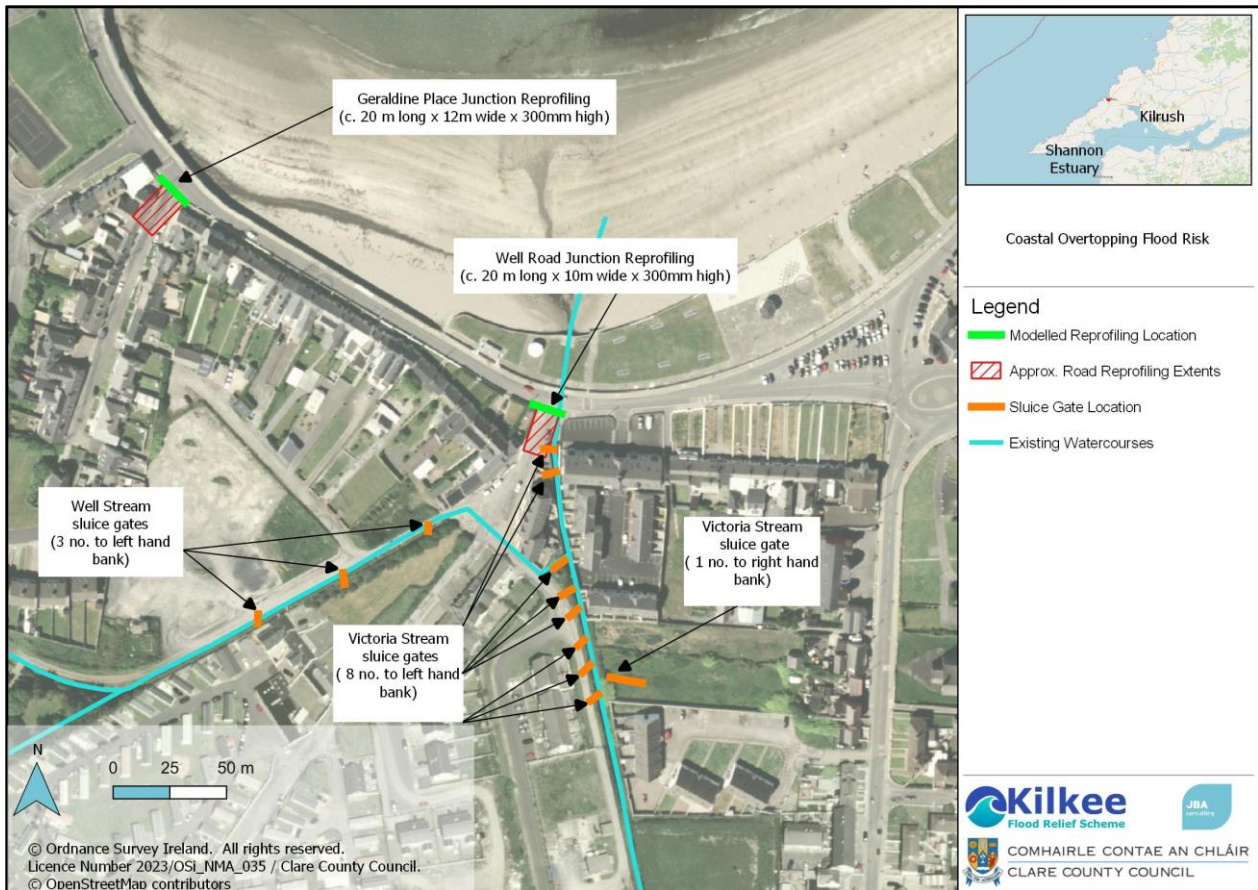 Geraldine Place Junction Reprofiling
(c. 20 m long x 12m wide x 300mm high)
Well Road Junction Reprofiling
(c. 20 m long x 10m wide x 300mm high)
Well Stream
sluice gates
(3 no. to left hand
bank)
Victoria Stream
sluice gate
( 1 no. to right hand
bank)
Victoria Stream
sluice gates
( 8 no. to left hand
bank)
N
0 25 50 m
© Ordnance Survey Ireland. All rights reserved.
Licence Number 2023/OSi_NMA_035 / Clare County Council.
© OpenStreetMap contributors
Kilrush
Shannon
Estuary
Coastal Overtopping Flood Risk
Legend
Modelled Reprofiling Location
Approx. Road Reprofiling Extents
Sluice Gate Location
Existing Watercourses
Kilkee
Flood Relief Scheme
JBA
consulting
COMHAIRLE CONTAE AN CHLÁIR
CLARE COUNTY COUNCIL